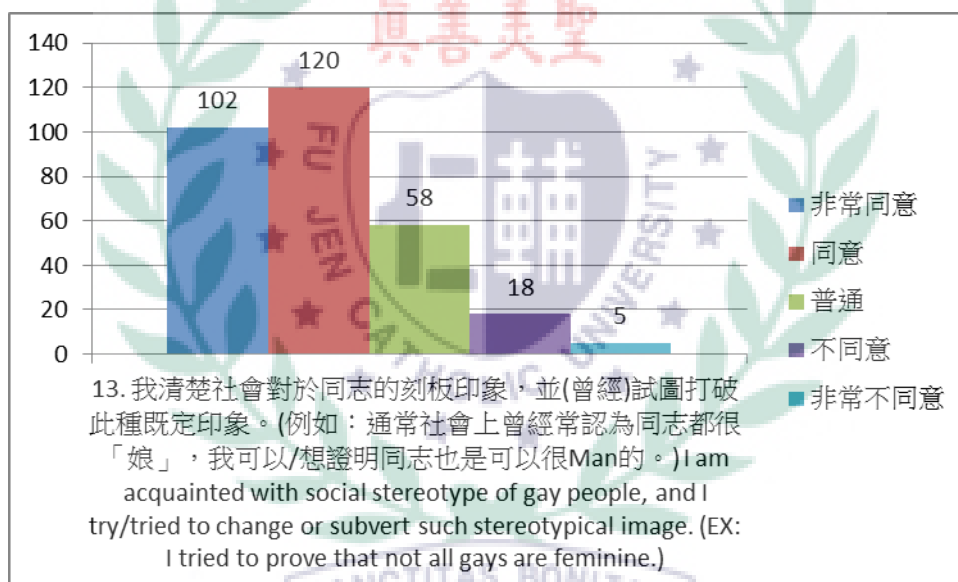 真善美聖
140
120
100
80
60
40
20
0
102
120
58
18
5
非常同意
同意
普通
不同意
非常不同意
13. 我清楚社會對於同志的刻板印象，並(曾經)試圖打破
此種既定印象。(例如：通常社會上曾經常認為同志都很
「娘」，我可以/想證明同志也是可以很Man的。) I am
acquainted with social stereotype of gay people, and I
try/tried to change or subvert such stereotypical image. (EX:
I tried to prove that not all gays are feminine.)
FU JEN CATHOLIC UNIVERSITY